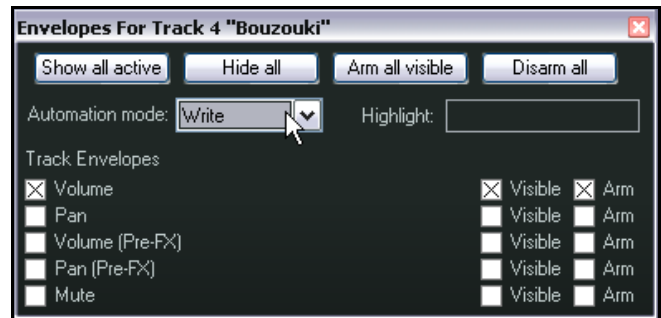 Envelopes For Track 4 "Bouzouki"
Show all active Hide all Arm all visible Disarm all
Automation mode: Write Highlight:
Track Envelopes
Volume Visible Arm
Pan Visible Arm
Volume (Pre-FX) Visible Arm
Pan (Pre-FX) Visible Arm
Mute Visible Arm